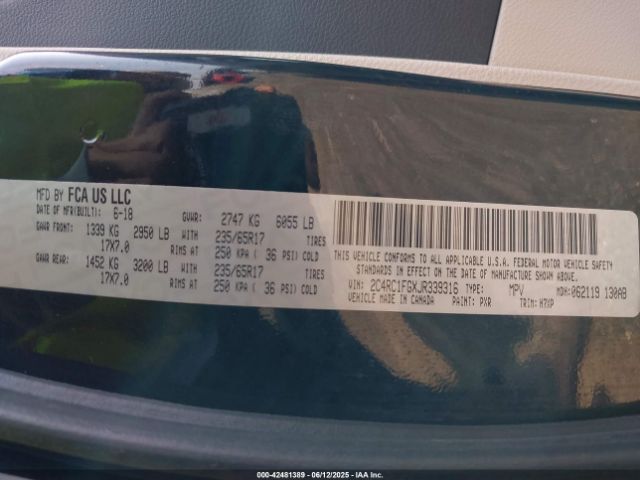 MFD BY FCA US LLC
DATE OF MFR(BUILT): 6-18 GVWR: 2747 KG 6055 LB
GAWR FRONT: 1339 KG 2950 LB WITH 235/65R17 TIRES
17X7.0 RIMS AT 250 KPA ( 36 PSI) COLD
GAWR REAR: 1452 KG 3200 LB WITH 235/65R17 TIRES
17X7.0 RIMS AT 250 KPA ( 36 PSI) COLD
THIS VEHICLE CONFORMS TO ALL APPLICABLE U.S.A. FEDERAL MOTOR VEHICLE SAFETY
STANDARDS IN EFFECT ON THE DATE OF MANUFACTURE SHOWN ABOVE.
VIN: 2C4RC1FGXJR339316 TYPE: MPV MDH: 062119 130AB
MADE IN CANADA PAINT: PXR TRIM: H7XP
000-42481389 - 06/12/2025 - IAAI.COM